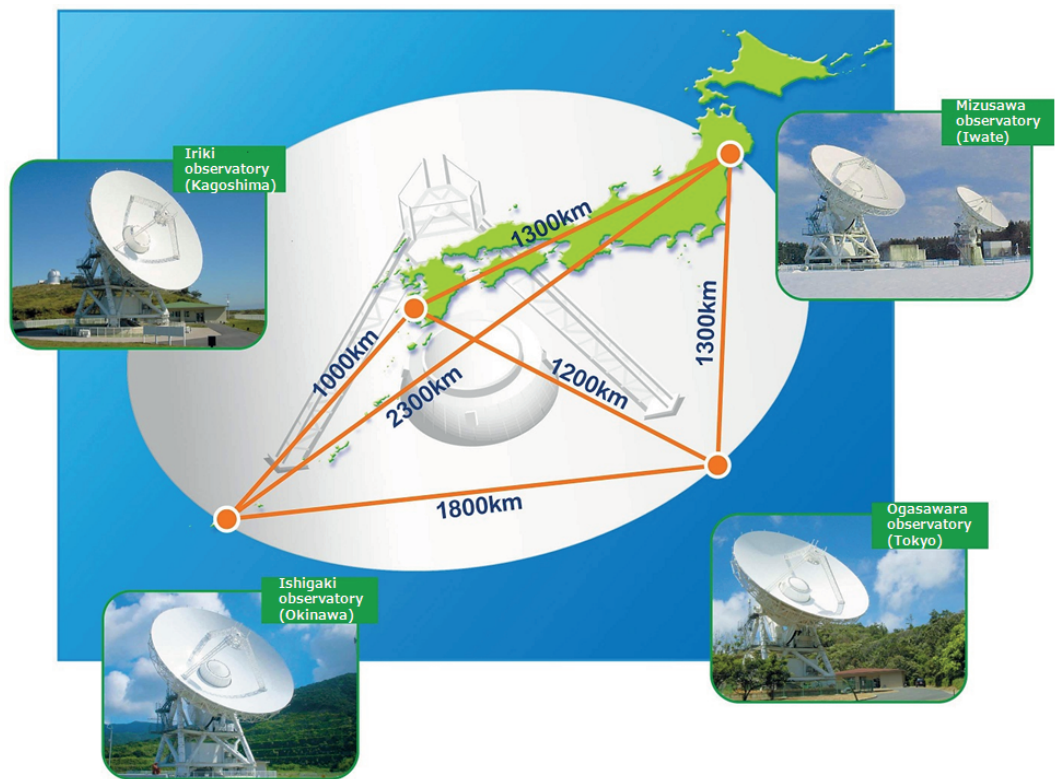 Mizusawa
observatory
(Iwate)
Iriki
observatory
(Kagoshima)
1300km
1300km
1000km
2300km
1200km
1800km
Ogasawara
observatory
(Tokyo)
Ishigaki
observatory
(Okinawa)